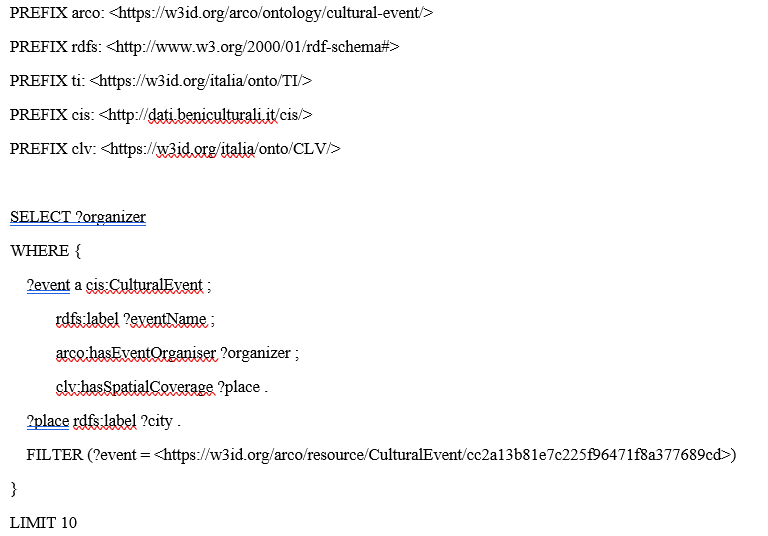 PREFIX arco: <https://w3id.org/arco/ontology/cultural-event/>
PREFIX rdfs: <http://www.w3.org/2000/01/rdf-schema#>
PREFIX ti: <https://w3id.org/italia/onto/TI/>
PREFIX cis: <http://dati.beniculturali.it/cis/>
PREFIX clv: <https://w3id.org/italia/onto/CLV/>
SELECT ?organizer
WHERE {
?event a cis:CulturalEvent ;
rdfs:label ?eventName ;
arco:hasEventOrganiser ?organizer ;
clv:hasSpatialCoverage ?place .
?place rdfs:label ?city .
FILTER (?event = <https://w3id.org/arco/resource/CulturalEvent/cc2a13b81e7c225f96471f8a377689cd>)
}
LIMIT 10